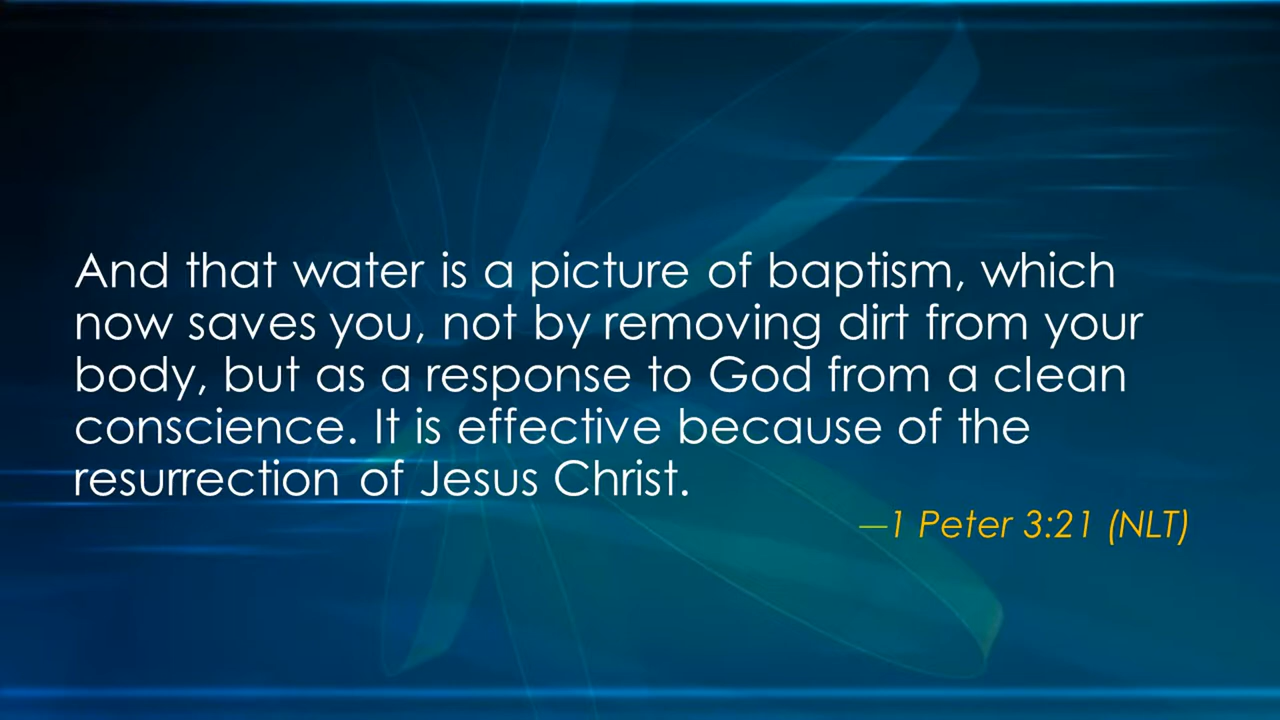 And that water is a picture of baptism, which
now saves you, not by removing dirt from your
body, but as a response to God from a clean
conscience. It is effective because of the
resurrection of Jesus Christ.
—1 Peter 3:21 (NLT)